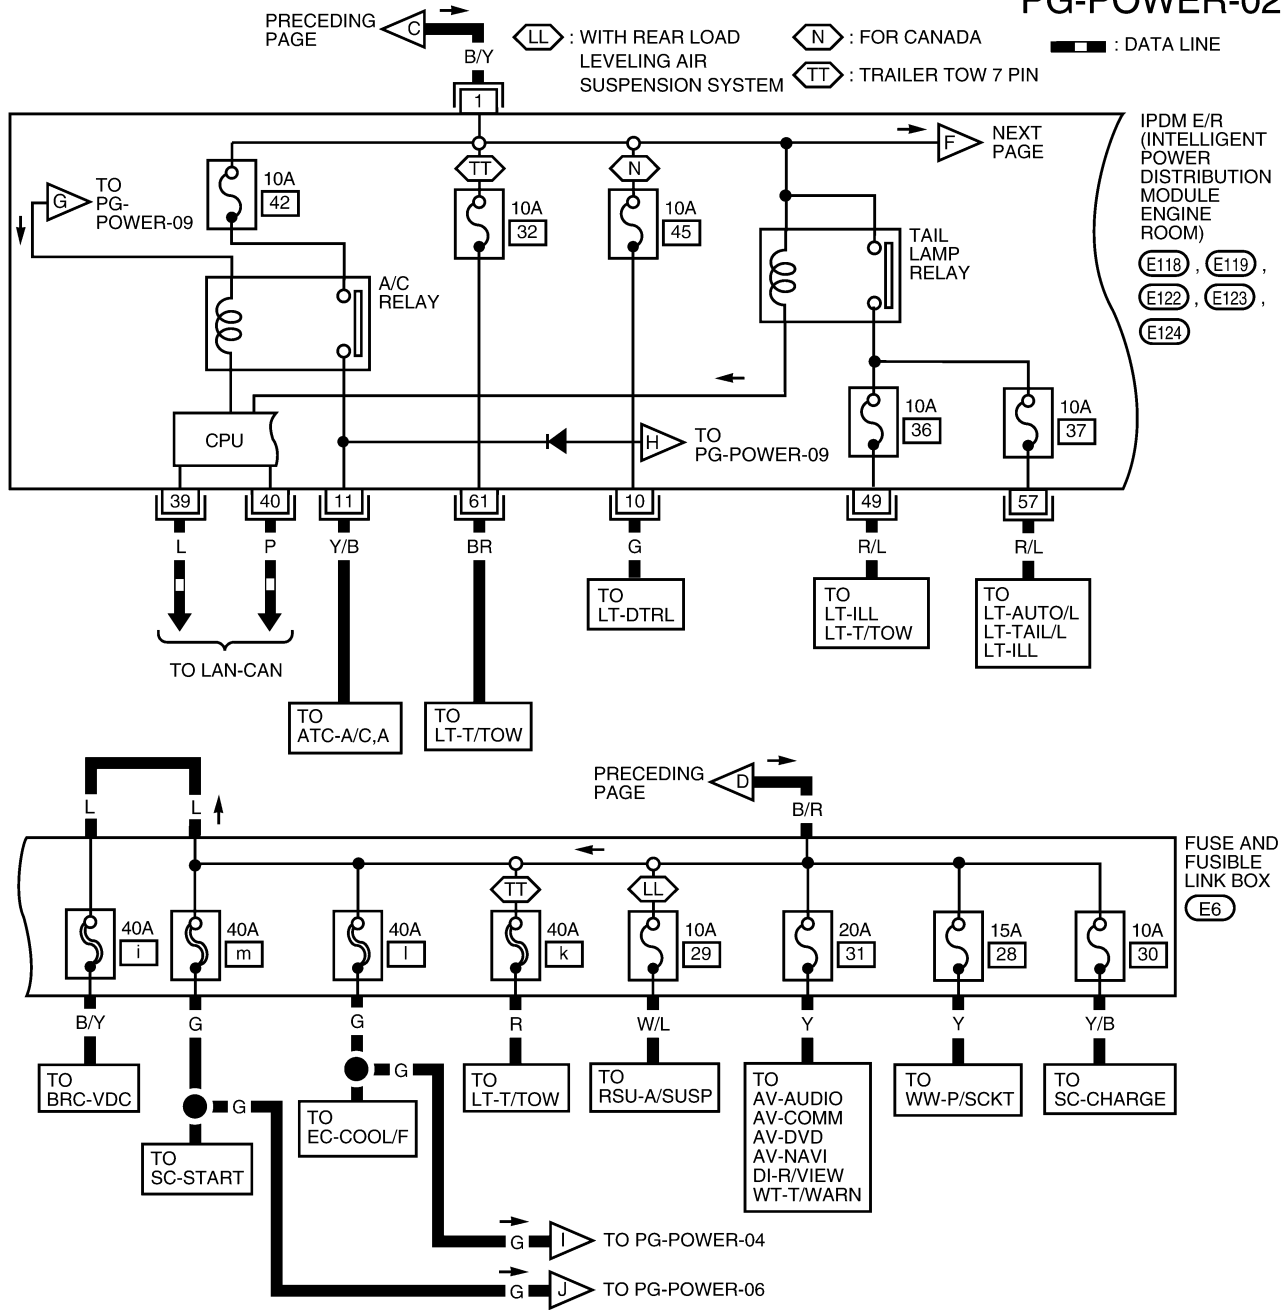 PG-POWER-02
PRECEDING
PAGE
C
B/Y
LL : WITH REAR LOAD
LEVELING AIR
SUSPENSION SYSTEM
N : FOR CANADA
TT : TRAILER TOW 7 PIN
: DATA LINE
1
IPDM E/R
(INTELLIGENT
POWER
DISTRIBUTION
MODULE
ENGINE
ROOM)
E118 , E119 ,
E122 , E123 ,
E124
F
NEXT
PAGE
G
TO
PG-
POWER-09
10A
42
TT
10A
32
N
10A
45
TAIL
LAMP
RELAY
A/C
RELAY
CPU
H
TO
PG-POWER-09
10A
36
10A
37
39
40
11
61
10
49
57
L
P
Y/B
BR
G
R/L
R/L
TO LAN-CAN
TO
ATC-A/C,A
TO
LT-T/TOW
TO
LT-DTRL
TO
LT-ILL
LT-T/TOW
TO
LT-AUTO/L
LT-TAIL/L
LT-ILL
PRECEDING
PAGE
D
B/R
L
L
FUSE AND
FUSIBLE
LINK BOX
E6
TT
LL
40A
i
40A
m
40A
l
40A
k
10A
29
20A
31
15A
28
10A
30
B/Y
G
G
R
W/L
Y
Y
Y/B
TO
BRC-VDC
G
TO
SC-START
G
TO
EC-COOL/F
TO
LT-T/TOW
TO
RSU-A/SUSP
TO
AV-AUDIO
AV-COMM
AV-DVD
AV-NAVI
DI-R/VIEW
WT-T/WARN
TO
WW-P/SCKT
TO
SC-CHARGE
G
I
TO PG-POWER-04
G
J
TO PG-POWER-06